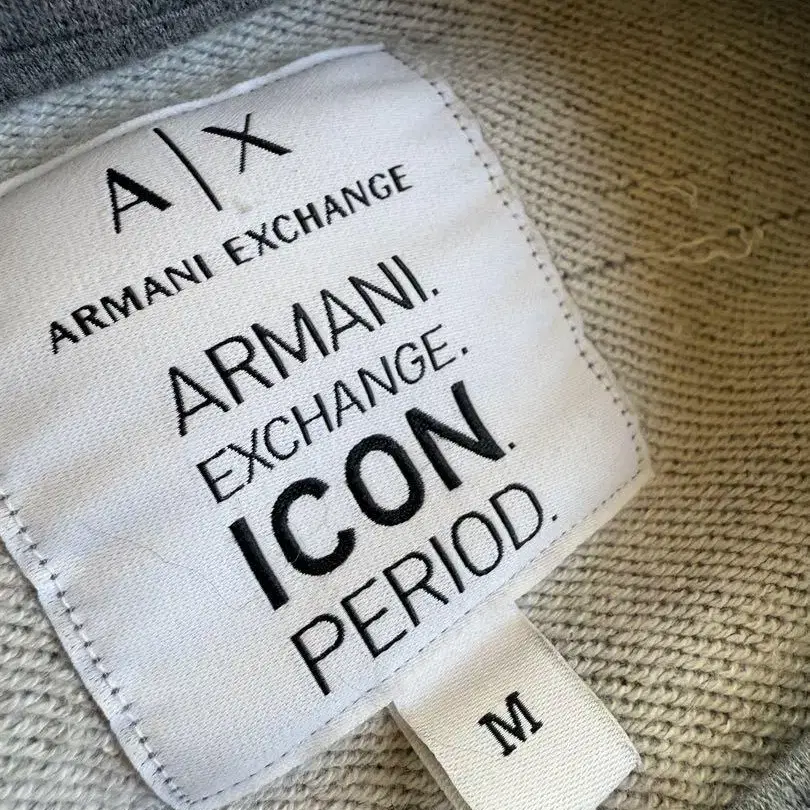 A|X
ARMANI EXCHANGE
ARMANI.
EXCHANGE.
ICON.
PERIOD.
M